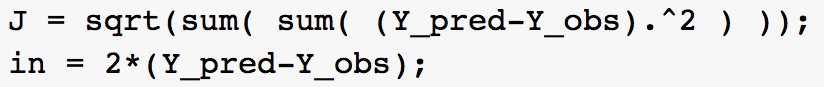 J = sqrt(sum( sum( (Y_pred-Y_obs).^2 ) ));
in = 2*(Y_pred-Y_obs);